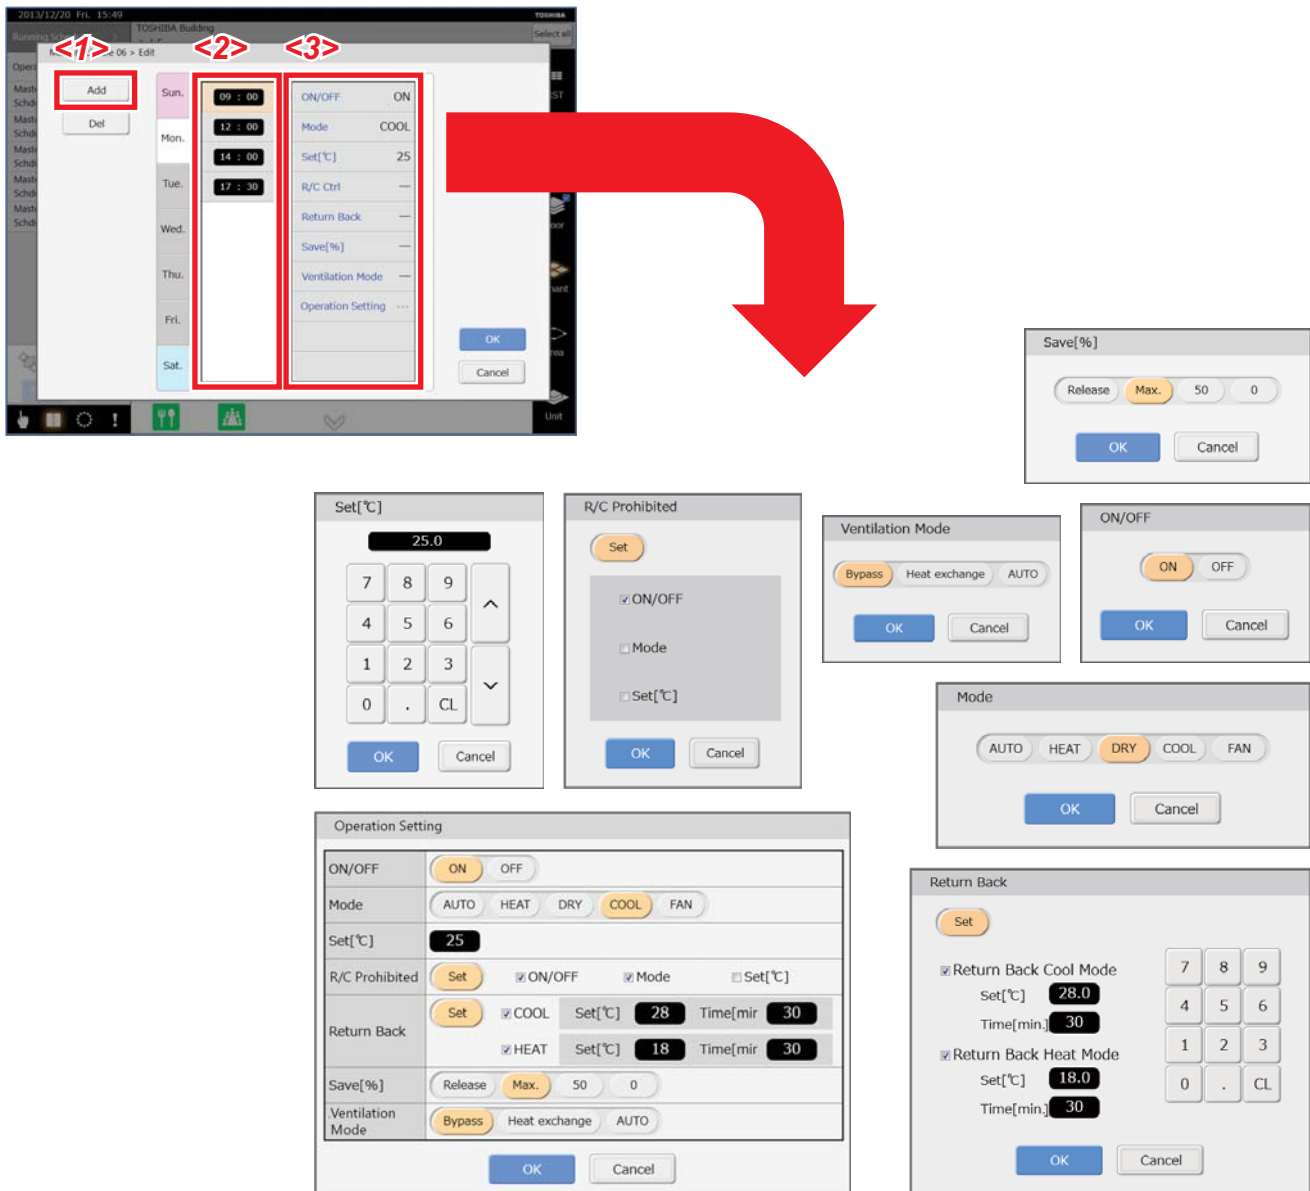 2013/12/20 Fri. 15:49
TOSHIBA
TOSHIBA Building
Select all
<1>
<2>
<3>
06 > Edit
Add
Del
Sun.
Mon.
Tue.
Wed.
Thu.
Fri.
Sat.
09 : 00
12 : 00
14 : 00
17 : 30
ON/OFF ON
Mode COOL
Set[℃] 25
R/C Ctrl —
Return Back —
Save[%] —
Ventilation Mode —
Operation Setting ---
OK
Cancel
Unit
Save[%]
Release Max. 50 0
OK Cancel
Set[℃]
25.0
7 8 9
4 5 6
1 2 3
0 . CL
OK Cancel
R/C Prohibited
Set
ON/OFF
Mode
Set[℃]
OK Cancel
Ventilation Mode
Bypass Heat exchange AUTO
OK Cancel
ON/OFF
ON OFF
OK Cancel
Mode
AUTO HEAT DRY COOL FAN
OK Cancel
Operation Setting
ON/OFF ON OFF
Mode AUTO HEAT DRY COOL FAN
Set[℃] 25
R/C Prohibited Set ON/OFF Mode Set[℃]
Return Back Set COOL Set[℃] 28 Time[mir 30
HEAT Set[℃] 18 Time[mir 30
Save[%] Release Max. 50 0
Ventilation
Mode
Bypass Heat exchange AUTO
OK Cancel
Return Back
Set
Return Back Cool Mode
Set[℃] 28.0
Time[min.] 30
Return Back Heat Mode
Set[℃] 18.0
Time[min.] 30
7 8 9
4 5 6
1 2 3
0 . CL
OK Cancel